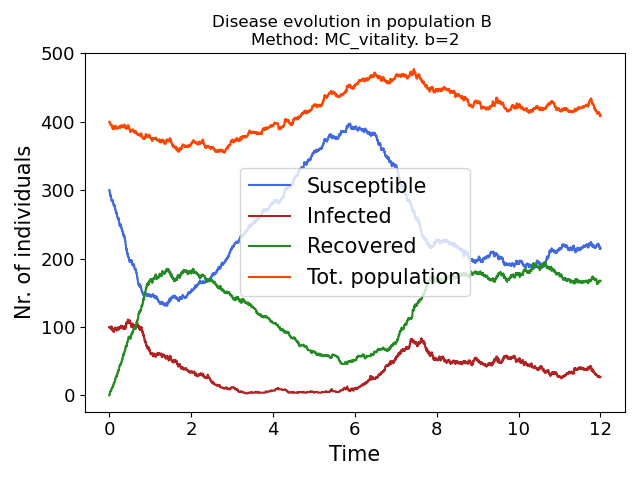 Disease evolution in population B
Method: MC_vitality. b=2
Nr. of individuals
500
400
300
200
100
0
Susceptible
Infected
Recovered
Tot. population
0 2 4 6 8 10 12
Time